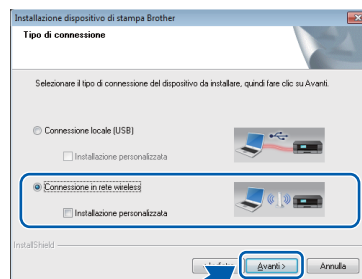 Installazione dispositivo di stampa Brother
Tipo di connessione
Selezionare il tipo di connessione del dispositivo da installare, quindi fare clic su Avanti.
Connessione locale (USB)
Installazione personalizzata
Connessione in rete wireless
Installazione personalizzata
InstallShield
Avanti >
Annulla